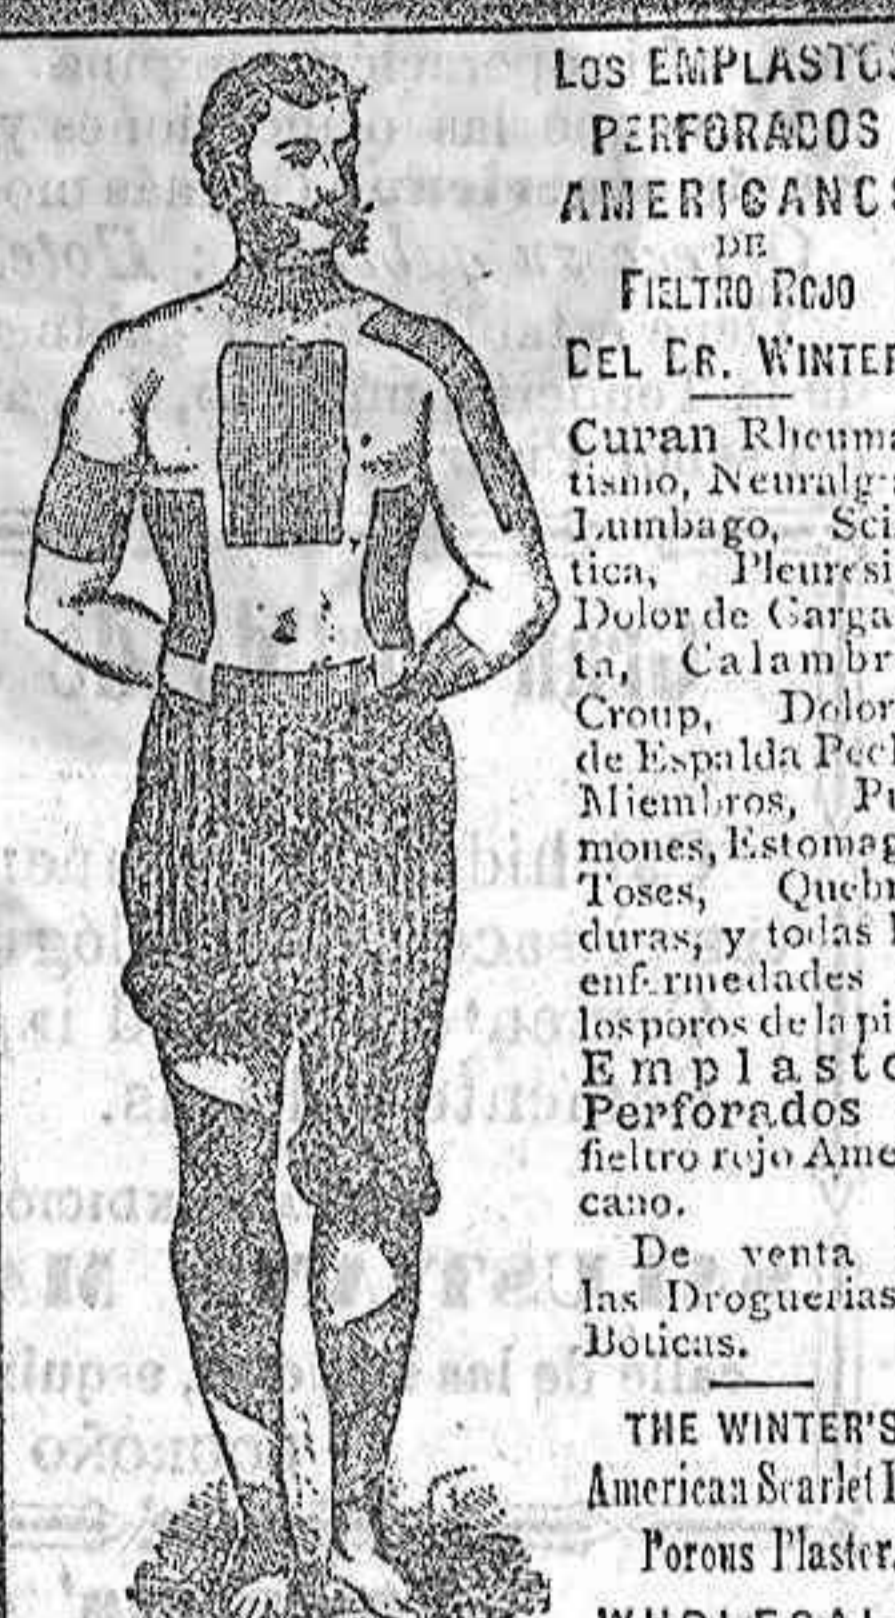 LOS EMPLASTOS
PERFORADOS
AMERICANOS
DE
FIELTRO ROJO
DEL DR. WINTER
Curan Rheuma
tismo, Neuralg
Lumbago, Sci
tica, Pleuresi
Dolor de Garga
ta, Calambr
Croup, Dolor
de Espalda Pech
Miembros, Pu
mones, Estomag
Toses, Quebr
duras, y todas l
enfermedades
los poros de la pi
Emplasto
Perforados
fieltro rojo Ame
cano.
De venta
las Droguerias
Boticas.
THE WINTER'S
American Scarlet
Porous Plaster.
WHOLESAL